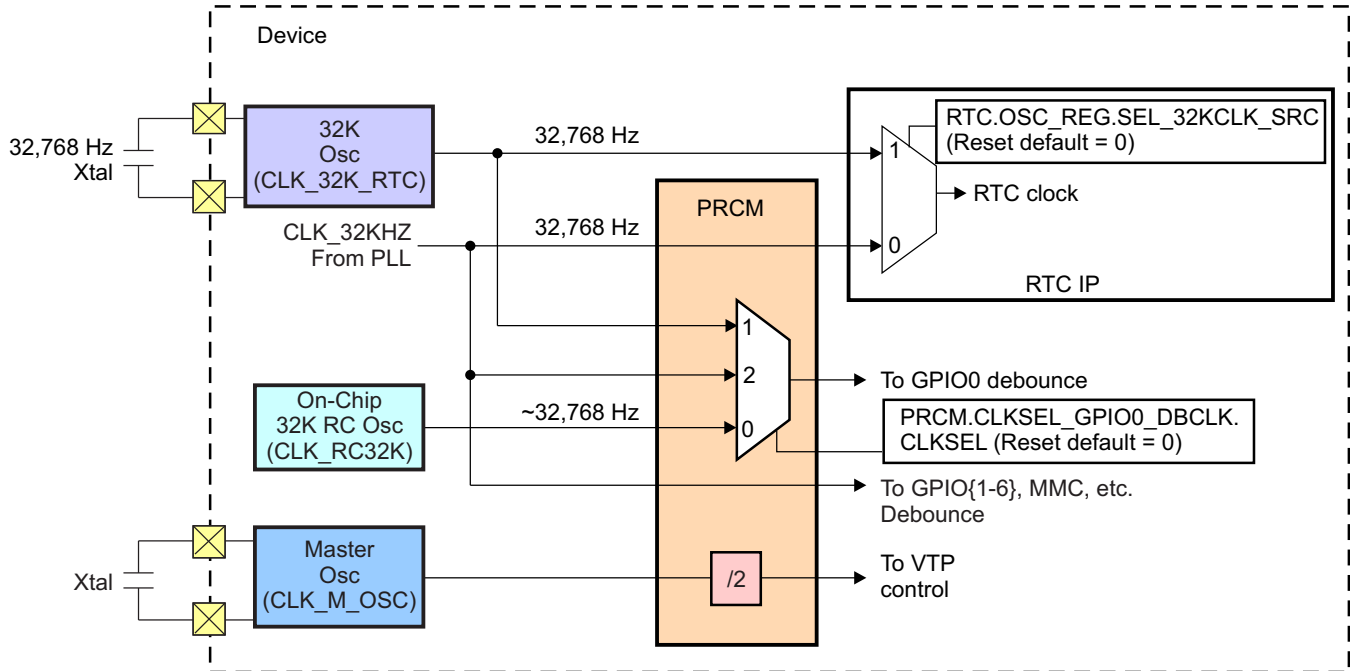 Device
32,768 Hz
Xtal
32K
Osc
(CLK_32K_RTC)
32,768 Hz
RTC.OSC_REG.SEL_32KCLK_SRC
(Reset default = 0)
1
RTC clock
0
RTC IP
CLK_32KHZ
From PLL
32,768 Hz
PRCM
1
2
0
To GPIO0 debounce
PRCM.CLKSEL_GPIO0_DBCLK.
CLKSEL (Reset default = 0)
On-Chip
32K RC Osc
(CLK_RC32K)
~32,768 Hz
To GPIO{1-6}, MMC, etc.
Debounce
Xtal
Master
Osc
(CLK_M_OSC)
/2
To VTP
control